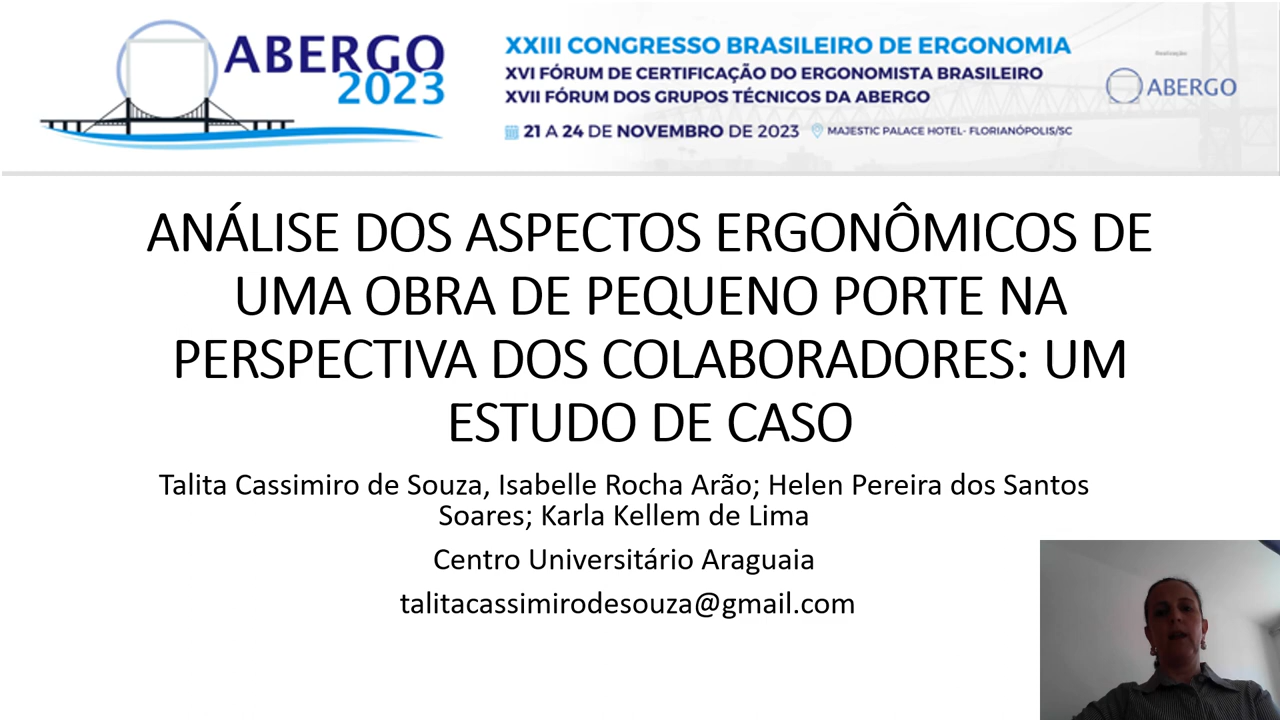 ABERGO
2023
XXIII CONGRESSO BRASILEIRO DE ERGONOMIA
XVI FÓRUM DE CERTIFICAÇÃO DO ERGONOMISTA BRASILEIRO
XVII FÓRUM DOS GRUPOS TÉCNICOS DA ABERGO
21 A 24 DE NOVEMBRO DE 2023 MAJESTIC PALACE HOTEL- FLORIANÓPOLIS/SC
Realização
ABERGO
ANÁLISE DOS ASPECTOS ERGONÔMICOS DE
UMA OBRA DE PEQUENO PORTE NA
PERSPECTIVA DOS COLABORADORES: UM
ESTUDO DE CASO
Talita Cassimiro de Souza, Isabelle Rocha Arão; Helen Pereira dos Santos
Soares; Karla Kellem de Lima
Centro Universitário Araguaia
talitacassimirodesouza@gmail.com